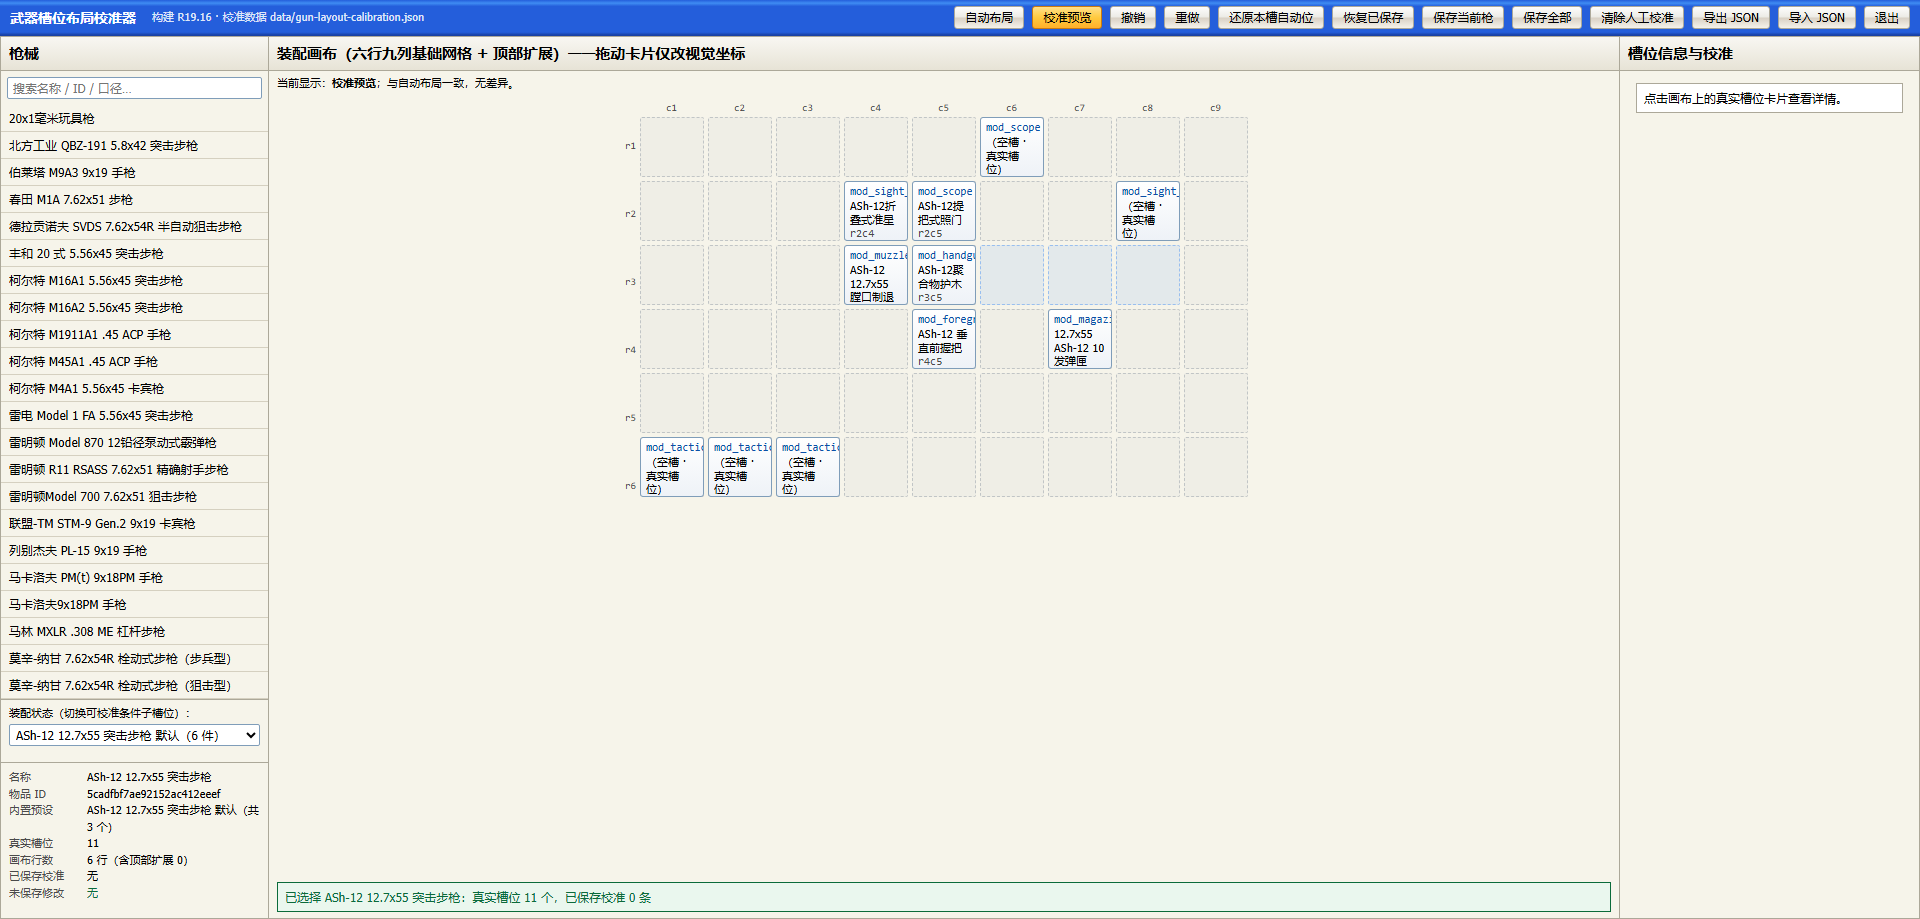 武器槽位布局校准器
构建 R19.16 · 校准数据 data/gun-layout-calibration.json
自动布局
校准预览
撤销
重做
还原本槽自动位
恢复已保存
保存当前枪
保存全部
清除人工校准
导出 JSON
导入 JSON
退出
枪械
搜索名称 / ID / 口径...
20x1毫米玩具枪
北方工业 QBZ-191 5.8x42 突击步枪
伯莱塔 M9A3 9x19 手枪
春田 M1A 7.62x51 步枪
德拉贡诺夫 SVDS 7.62x54R 半自动狙击步枪
丰和 20 式 5.56x45 突击步枪
柯尔特 M16A1 5.56x45 突击步枪
柯尔特 M16A2 5.56x45 突击步枪
柯尔特 M1911A1 .45 ACP 手枪
柯尔特 M45A1 .45 ACP 手枪
柯尔特 M4A1 5.56x45 卡宾枪
雷电 Model 1 FA 5.56x45 突击步枪
雷明顿 Model 870 12铅径泵动式霰弹枪
雷明顿 R11 RSASS 7.62x51 精确射手步枪
雷明顿Model 700 7.62x51 狙击步枪
联盟-TM STM-9 Gen.2 9x19 卡宾枪
列别杰夫 PL-15 9x19 手枪
马卡洛夫 PM(t) 9x18PM 手枪
马卡洛夫9x18PM 手枪
马林 MXLR .308 ME 杠杆步枪
莫辛-纳甘 7.62x54R 栓动式步枪（步兵型）
莫辛-纳甘 7.62x54R 栓动式步枪（狙击型）
装配状态（切换可校准条件子槽位）:
ASh-12 12.7x55 突击步枪 默认（6 件）
名称 ASh-12 12.7x55 突击步枪
物品 ID 5cadfbf7ae92152ac412eeef
内置预设 ASh-12 12.7x55 突击步枪 默认（共
3 个）
真实槽位 11
画布行数 6 行（含顶部扩展 0）
已保存校准 无
未保存修改 无
装配画布（六行九列基础网格 + 顶部扩展）——拖动卡片仅改视觉坐标
当前显示：校准预览；与自动布局一致，无差异。
c1 c2 c3 c4 c5 c6 c7 c8 c9
r1
mod_scope
（空槽 ·
真实槽
位）
r2
mod_sight_
ASh-12折
叠式准星
r2c4
mod_scope
ASh-12提
把式照门
r2c5
mod_sight_
（空槽 ·
真实槽
位）
r3
mod_muzzle
ASh-12
12.7x55
膛口制退
mod_handgu
ASh-12聚
合物护木
r3c5
r4
mod_foregr
ASh-12 垂
直前握把
r4c5
mod_magazi
12.7x55
ASh-12 10
发弹匣
r5
r6
mod_tactic
（空槽 ·
真实槽
位）
mod_tactic
（空槽 ·
真实槽
位）
mod_tactic
（空槽 ·
真实槽
位）
已选择 ASh-12 12.7x55 突击步枪：真实槽位 11 个，已保存校准 0 条
槽位信息与校准
点击画布上的真实槽位卡片查看详情。